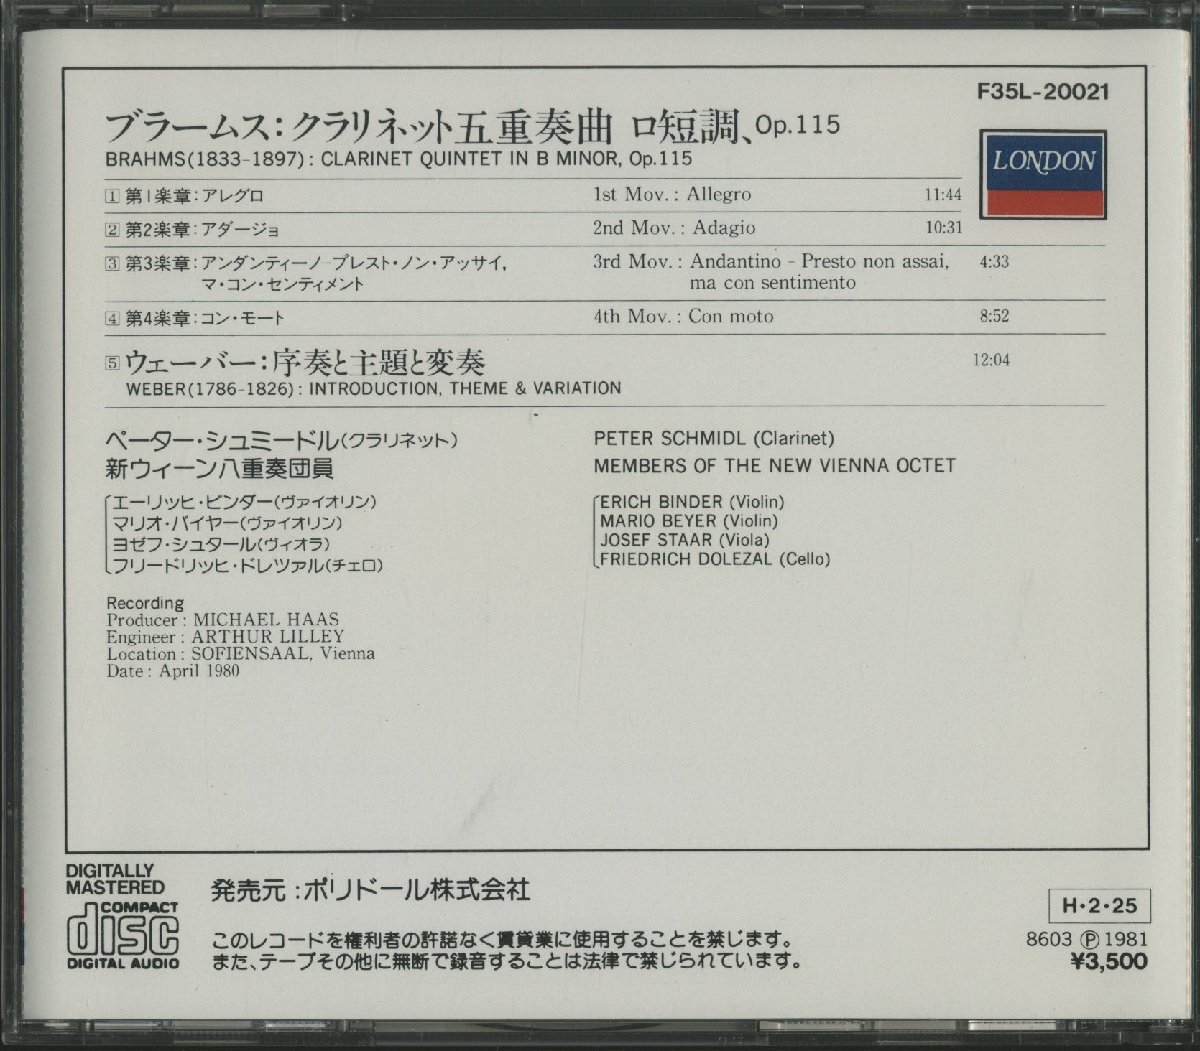 F35L-20021
ブラームス：クラリネット五重奏曲 ロ短調、Op.115
BRAHMS(1833-1897) : CLARINET QUINTET IN B MINOR, Op.115
LONDON
1 第1楽章：アレグロ 1st Mov. : Allegro 11:44
2 第2楽章：アダージョ 2nd Mov. : Adagio 10:31
3 第3楽章：アンダンティーノ-プレスト・ノン・アッサイ, 3rd Mov. : Andantino - Presto non assai, 4:33
マ・コン・センティメント ma con sentimento
4 第4楽章：コン・モート 4th Mov. : Con moto 8:52
5 ウェーバー：序奏と主題と変奏 12:04
WEBER(1786-1826) : INTRODUCTION, THEME & VARIATION
ペーター・シュミードル(クラリネット) PETER SCHMIDL (Clarinet)
新ウィーン八重奏団員 MEMBERS OF THE NEW VIENNA OCTET
エーリッヒ・ビンダー(ヴァイオリン) ERICH BINDER (Violin)
マリオ・バイヤー(ヴァイオリン) MARIO BEYER (Violin)
ヨゼフ・シュタール(ヴィオラ) JOSEF STAAR (Viola)
フリードリッヒ・ドレツァル(チェロ) FRIEDRICH DOLEZAL (Cello)
Recording
Producer : MICHAEL HAAS
Engineer : ARTHUR LILLEY
Location : SOFIENSAAL, Vienna
Date : April 1980
DIGITALLY
MASTERED
COMPACT
disc
DIGITAL AUDIO
発売元：ポリドール株式会社
このレコードを権利者の許諾なく賃貸業に使用することを禁じます。
また、テープその他に無断で録音することは法律で禁じられています。
H・2・25
8603 Ⓟ1981
¥3,500